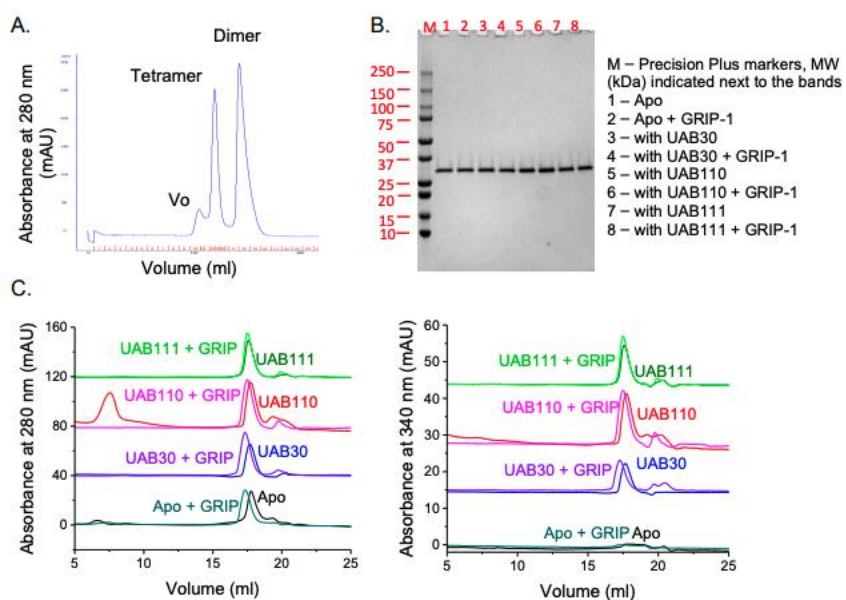 A.
Dimer
Tetramer
Vo
Absorbance at 280 nm
(mAU)
Volume (ml)
B.
M 1 2 3 4 5 6 7 8
250
150
100
75
50
37
25
20
15
10
M – Precision Plus markers, MW
(kDa) indicated next to the bands
1 – Apo
2 – Apo + GRIP-1
3 – with UAB30
4 – with UAB30 + GRIP-1
5 – with UAB110
6 – with UAB110 + GRIP-1
7 – with UAB111
8 – with UAB111 + GRIP-1
C.
Absorbance at 280 nm (mAU)
160
120
80
40
0
UAB111 + GRIP
UAB111
UAB110 + GRIP
UAB110
UAB30 + GRIP
UAB30
Apo + GRIP
Apo
5 10 15 20 25
Volume (ml)
Absorbance at 340 nm (mAU)
60
50
40
30
20
10
0
UAB111 + GRIP
UAB111
UAB110 + GRIP
UAB110
UAB30 + GRIP
UAB30
Apo + GRIP
Apo
5 10 15 20 25
Volume (ml)